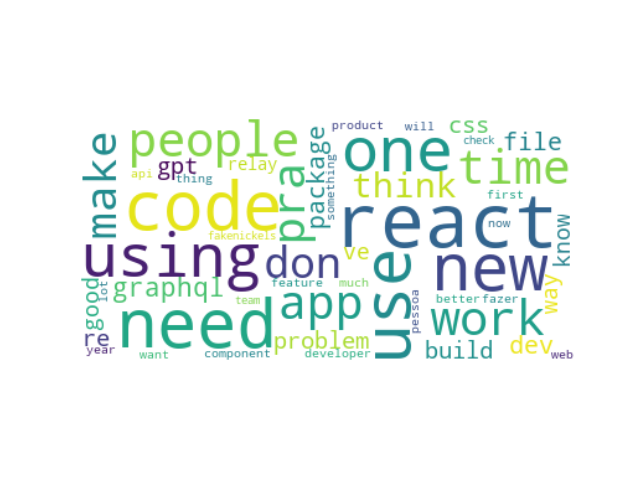 product
will
css
check
file
people
one
time
make
gpt
relay
package
something
api
thing
think
first
code
pra
react
now
know
fakenickels
using
don
ve
new
use
good
lot
graphql
feature
much
way
team
app
better
fazer
pessoa
need
work
re
problem
dev
year
want
component
developer
build
web